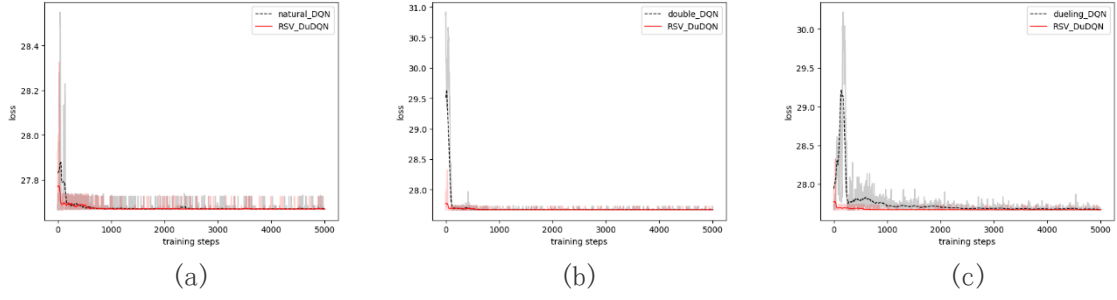 natural_DQN
RSV_DuDQN
28.4
28.2
28.0
27.8
loss
0 1000 2000 3000 4000 5000
training steps
(a)
double_DQN
RSV_DuDQN
31.0
30.5
30.0
29.5
29.0
28.5
28.0
loss
0 1000 2000 3000 4000 5000
training steps
(b)
dueling_DQN
RSV_DuDQN
30.0
29.5
29.0
28.5
28.0
loss
0 1000 2000 3000 4000 5000
training steps
(c)